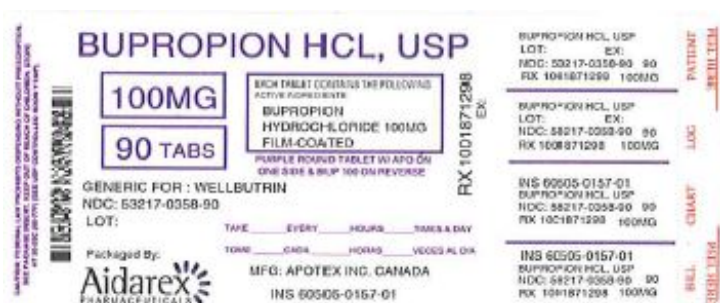 BUPROPION HCL, USP
100MG
90 TABS
EACH TABLET CONTAINS THE FOLLOWING
ACTIVE INGREDIENTS
BUPROPION
HYDROCHLORIDE 100MG
FILM-COATED
PURPLE ROUND TABLET W/ APO ON
ONE SIDE & BUP 100 ON REVERSE
GENERIC FOR : WELLBUTRIN
NDC: 53217-0358-90
LOT:
TAKE EVERY HOURS TIMES A DAY
TOME CADA HORAS VECES AL DIA
Packaged By:
Aidarex
PHARMACEUTICALS
MFG: APOTEX INC. CANADA
INS 60505-0157-01
RX 1001871298
EX:
BUPROPION HCL, USP
LOT: EX:
NDC: 53217-0358-90 90
RX 1001871298 100MG
PATIENT
BUPROPION HCL, USP
LOT: EX:
NDC: 53217-0358-90 90
RX 1001871298 100MG
LOG
INS 60505-0157-01
BUPROPION HCL, USP
NDC: 53217-0358-90 90
RX 1001871298 100MG
CHART
INS 60505-0157-01
BUPROPION HCL, USP
NDC: 53217-0358-90 90
RX 1001871298 100MG
BILL
PEEL HERE